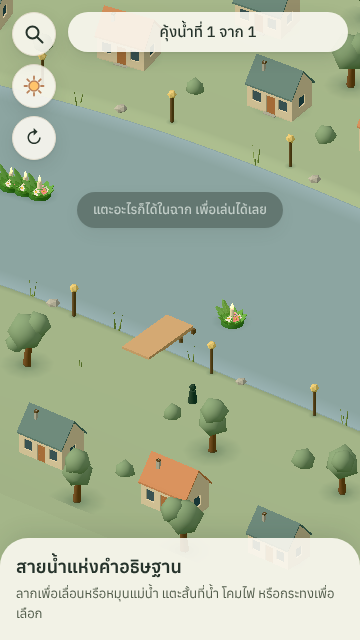 คุ้งน้ำที่ 1 จาก 1
แตะอะไรก็ได้ในฉาก เพื่อเล่นได้เลย
สายน้ำแห่งคำอธิษฐาน
ลากเพื่อเลื่อนหรือหมุนแม่น้ำ แตะสั้นที่น้ำ โคมไฟ หรือกระทงเพื่อ
เลือก